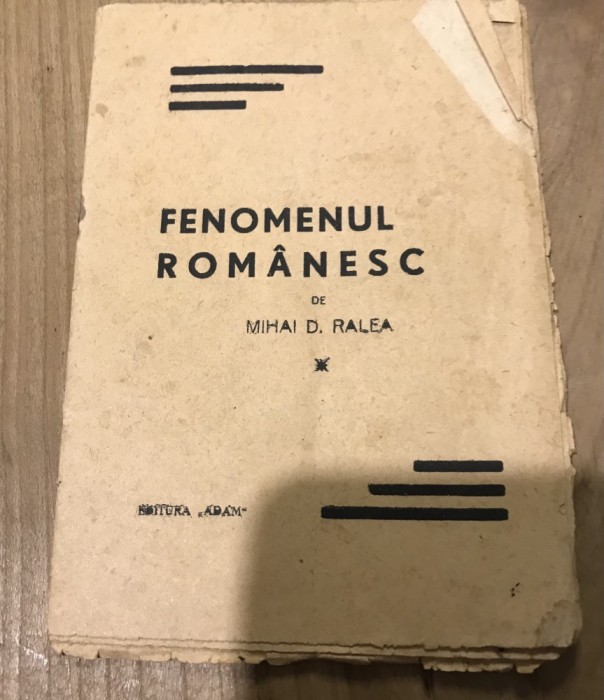 FENOMENUL
ROMÂNESC
DE
MIHAI D. RALEA
EDITURA „ADAM“